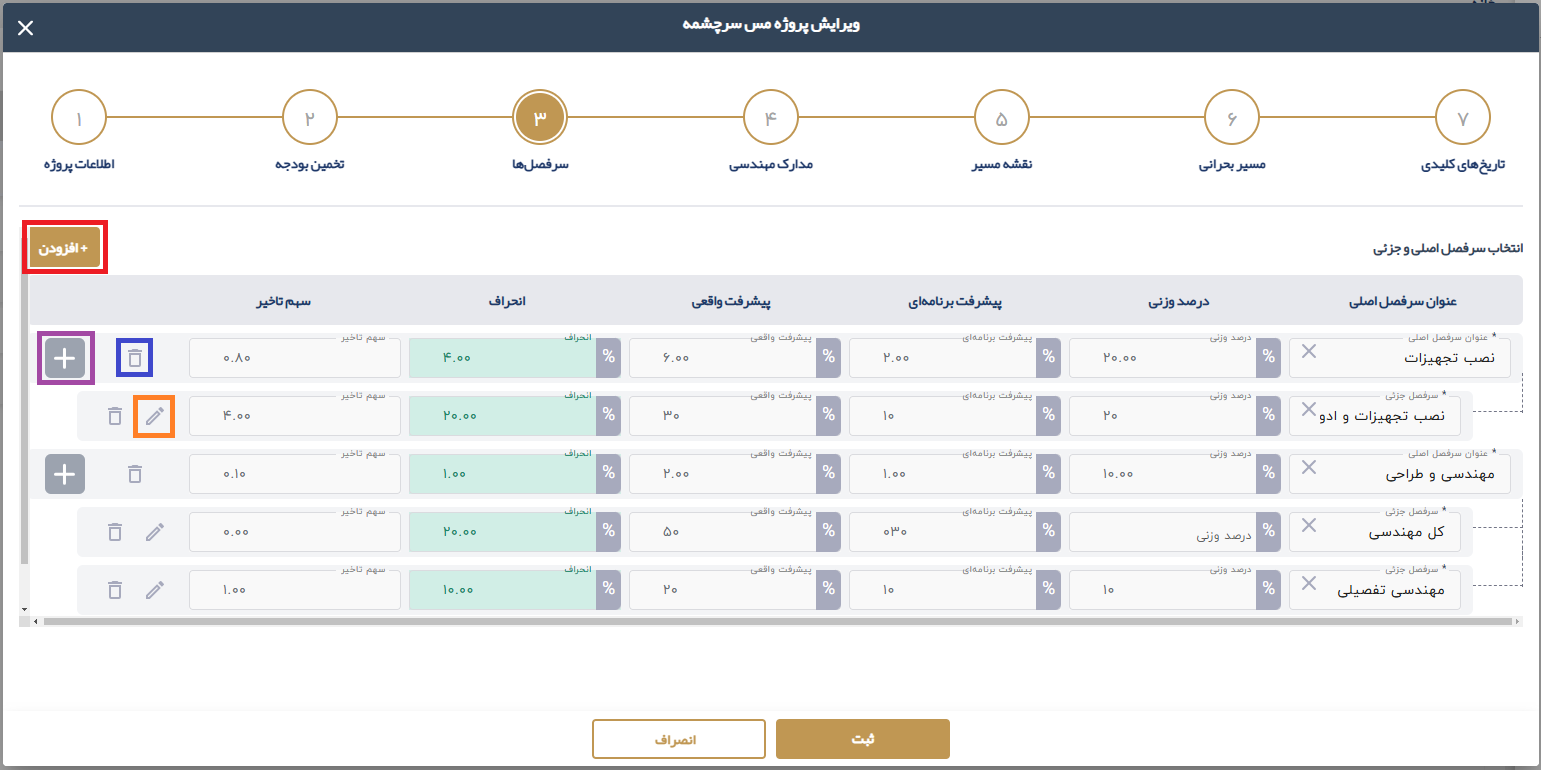 ویرایش پروژه مس سرچشمه
۱ ۲ ۳ ۴ ۵ ۶ ۷
اطلاعات پروژه تخمین بودجه سرفصل‌ها مدارک مهندسی نقشه مسیر مسیر بحرانی تاریخ‌های کلیدی
انتخاب سرفصل اصلی و جزئی
+ افزودن
عنوان سرفصل اصلی درصد وزنی پیشرفت برنامه‌ای پیشرفت واقعی انحراف سهم تاخیر
* عنوان سرفصل اصلی درصد وزنی پیشرفت برنامه‌ای پیشرفت واقعی انحراف سهم تاخیر
نصب تجهیزات % ۲۰.۰۰ % ۲.۰۰ % ۶.۰۰ % ۴.۰۰ ۰.۸۰
* سرفصل جزئی درصد وزنی پیشرفت برنامه‌ای پیشرفت واقعی انحراف سهم تاخیر
نصب تجهیزات و ادو % ۲۰ % ۱۰ % ۳۰ % ۲۰.۰۰ ۴.۰۰
* عنوان سرفصل اصلی درصد وزنی پیشرفت برنامه‌ای پیشرفت واقعی انحراف سهم تاخیر
مهندسی و طراحی % ۱۰.۰۰ % ۱.۰۰ % ۲.۰۰ % ۱.۰۰ ۰.۱۰
* سرفصل جزئی پیشرفت برنامه‌ای پیشرفت واقعی انحراف سهم تاخیر
کل مهندسی % درصد وزنی % ۰۳۰ % ۵۰ % ۲۰.۰۰ ۰.۰۰
* سرفصل جزئی درصد وزنی پیشرفت برنامه‌ای پیشرفت واقعی انحراف سهم تاخیر
مهندسی تفصیلی % ۱۰ % ۱۰ % ۲۰ % ۱۰.۰۰ ۱.۰۰
ثبت انصراف